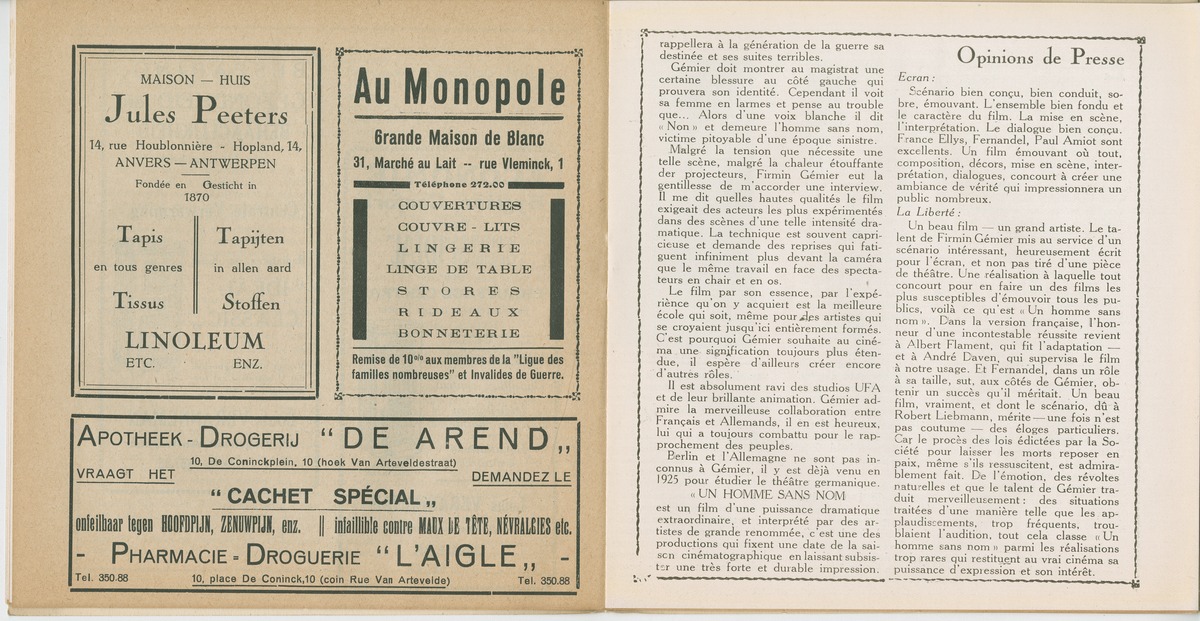 MAISON — HUIS
Jules Peeters
14, rue Houblonnière - Hopland, 14,
ANVERS — ANTWERPEN
Fondée en Gesticht in
1870
Tapis
en tous genres
Tissus
Tapijten
in allen aard
Stoffen
LINOLEUM
ETC. ENZ.
Au Monopole
Grande Maison de Blanc
31, Marché au Lait -- rue Vleminck, 1
Téléphone 272.00
COUVERTURES
COUVRE - LITS
LINGERIE
LINGE DE TABLE
STORES
RIDEAUX
BONNETERIE
Remise de 10% aux membres de la "Ligue des
familles nombreuses" et Invalides de Guerre.
APOTHEEK - DROGERIJ “DE AREND„
10, De Coninckplein, 10 (hoek Van Arteveldestraat)
VRAAGT HET DEMANDEZ LE
“CACHET SPÉCIAL„
onfeilbaar tegen HOOFDPIJN, ZENUWPIJN, enz. || infaillible contre MAUX DE TÊTE, NÉVRALGIES etc.
- PHARMACIE - DROGUERIE “L'AIGLE„ -
Tel. 350.88 10, place De Coninck,10 (coin Rue Van Artevelde) Tel. 350.88
rappellera à la génération de la guerre sa
destinée et ses suites terribles.
Gémier doit montrer au magistrat une
certaine blessure au côté gauche qui
prouvera son identité. Cependant il voit
sa femme en larmes et pense au trouble
que... Alors d'une voix blanche il dit
« Non » et demeure l'homme sans nom,
victime pitoyable d'une époque sinistre.
Malgré la tension que nécessite une
telle scène, malgré la chaleur étouffante
der projecteurs, Firmin Gémier eut la
gentillesse de m'accorder une interview.
Il me dit quelles hautes qualités le film
exigeait des acteurs les plus expérimentés
dans des scènes d'une telle intensité dra-
matique. La technique est souvent capri-
cieuse et demande des reprises qui fati-
guent infiniment plus devant la caméra
que le même travail en face des specta-
teurs en chair et en os.
Le film par son essence, par l'expé-
rience qu'on y acquiert est la meilleure
école qui soit, même pour des artistes qui
se croyaient jusqu'ici entièrement formés.
C'est pourquoi Gémier souhaite au ciné-
ma une signification toujours plus éten-
due, il espère d'ailleurs créer encore
d'autres rôles.
Il est absolument ravi des studios UFA
et de leur brillante animation. Gémier ad-
mire la merveilleuse collaboration entre
Français et Allemands, il en est heureux,
lui qui a toujours combattu pour le rap-
prochement des peuples.
Berlin et l'Allemagne ne sont pas in-
connus à Gémier, il y est déjà venu en
1925 pour étudier le théâtre germanique.
« UN HOMME SANS NOM
est un film d'une puissance dramatique
extraordinaire, et interprété par des ar-
tistes de grande renommée, c'est une des
productions qui fixent une date de la sai-
son cinématographique en laissant subsis-
ter une très forte et durable impression.
Opinions de Presse
Ecran :
Scénario bien conçu, bien conduit, so-
bre, émouvant. L'ensemble bien fondu et
le caractère du film. La mise en scène,
l'interprétation. Le dialogue bien conçu.
France Ellys, Fernandel, Paul Amiot sont
excellents. Un film émouvant où tout,
composition, décors, mise en scène, inter-
prétation, dialogues, concourt à créer une
ambiance de vérité qui impressionnera un
public nombreux.
La Liberté :
Un beau film — un grand artiste. Le ta-
lent de Firmin Gémier mis au service d'un
scénario intéressant, heureusement écrit
pour l'écran, et non pas tiré d'une pièce
de théâtre. Une réalisation à laquelle tout
concourt pour en faire un des films les
plus susceptibles d'émouvoir tous les pu-
blics, voilà ce qu'est « Un homme sans
nom ». Dans la version française, l'hon-
neur d'une incontestable réussite revient
à Albert Flament, qui fit l'adaptation —
et à André Daven, qui supervisa le film
à notre usage. Et Fernandel, dans un rôle
à sa taille, sut, aux côtés de Gémier, ob-
tenir un succès qu'il méritait. Un beau
film, vraiment, et dont le scénario, dû à
Robert Liebmann, mérite — une fois n'est
pas coutume — des éloges particuliers.
Car le procès des lois édictées par la So-
ciété pour laisser les morts reposer en
paix, même s'ils ressuscitent, est admira-
blement fait. De l'émotion, des révoltes
naturelles et que le talent de Gémier tra-
duit merveilleusement : des situations
traitées d'une manière telle que les ap-
plaudissements, trop fréquents, trou-
blaient l'audition, tout cela classe « Un
homme sans nom » parmi les réalisations
trop rares qui restituent au vrai cinéma sa
puissance d'expression et son intérêt.